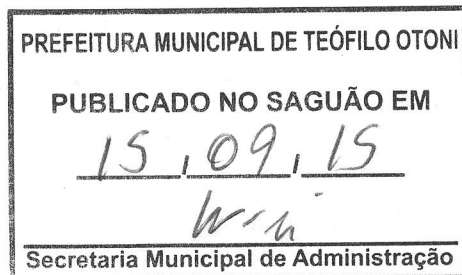 PREFEITURA MUNICIPAL DE TEÓFILO OTONI
PUBLICADO NO SAGUÃO EM
15, 09, 15
Secretaria Municipal de Administração